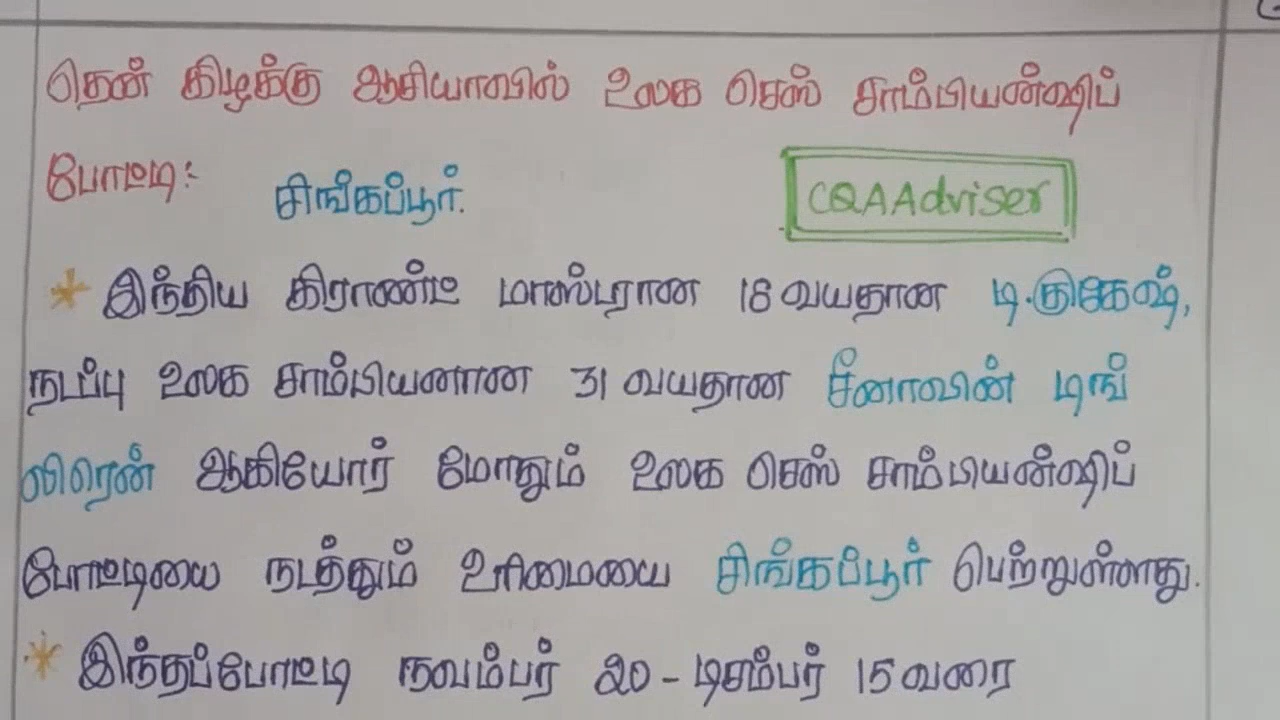 தென் கிழக்கு ஆசியாவில் உலக செஸ் சாம்பியன்ஷிப்
போட்டி: சிங்கப்பூர். CQAAdviser
* இந்திய கிராண்ட் மாஸ்டரான 18 வயதான டி.குகேஷ்,
நடப்பு உலக சாம்பியனான 31 வயதான சீனாவின் டிங்
லிரென் ஆகியோர் மோதும் உலக செஸ் சாம்பியன்ஷிப்
போட்டியை நடத்தும் உரிமையை சிங்கப்பூர் பெற்றுள்ளது.
* இந்தப்போட்டி நவம்பர் 20 - டிசம்பர் 15 வரை